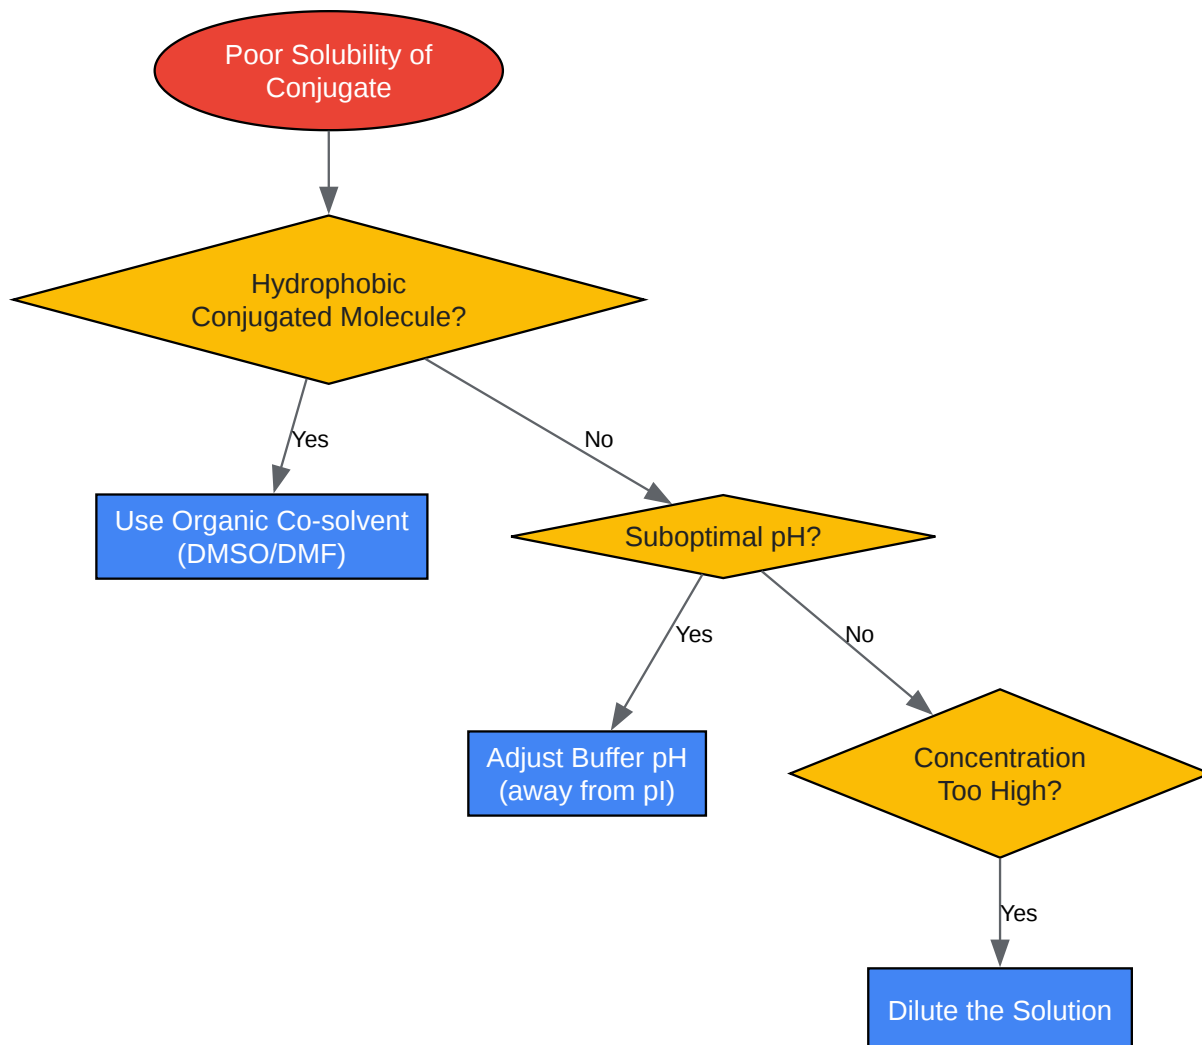 Poor Solubility of
Conjugate
Hydrophobic
Conjugated Molecule?
Yes
No
Use Organic Co-solvent
(DMSO/DMF)
Suboptimal pH?
Yes
No
Adjust Buffer pH
(away from pI)
Concentration
Too High?
Yes
Dilute the Solution